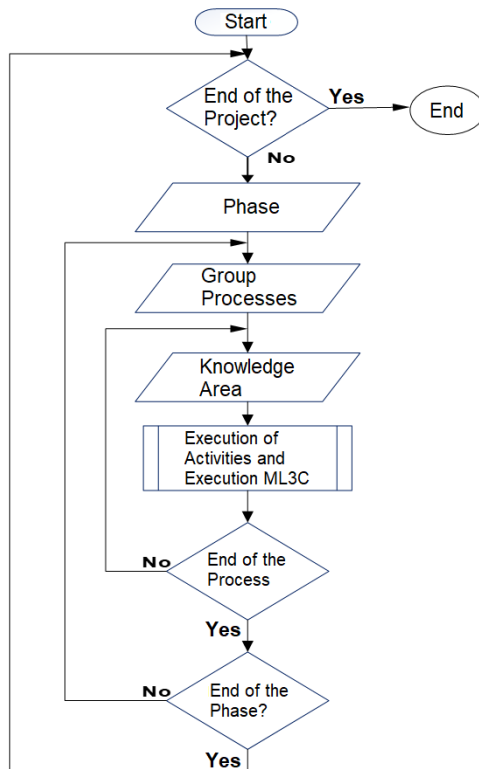 Start
End of the
Project?
Yes
End
No
Phase
Group
Processes
Knowledge
Area
Execution of
Activities and
Execution ML3C
No
End of the
Process
Yes
No
End of the
Phase?
Yes